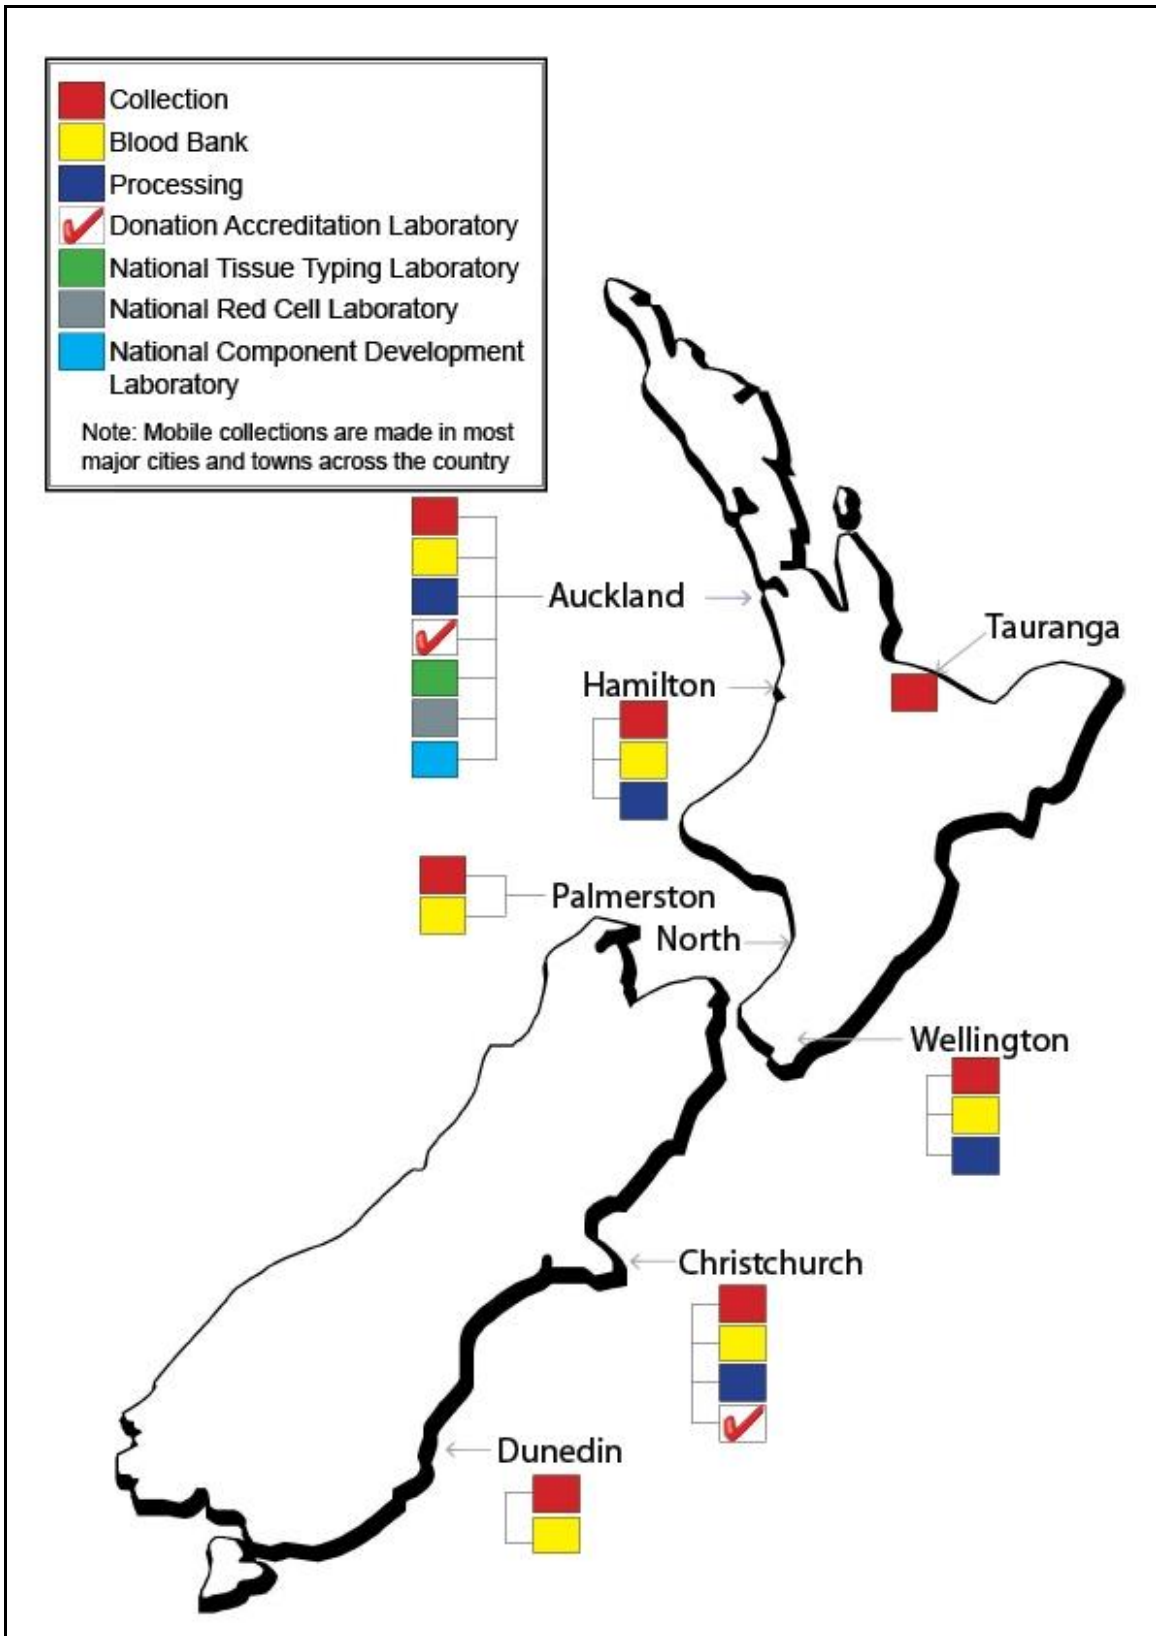 Collection
Blood Bank
Processing
Donation Accreditation Laboratory
National Tissue Typing Laboratory
National Red Cell Laboratory
National Component Development
Laboratory
Note: Mobile collections are made in most
major cities and towns across the country
Auckland
Tauranga
Hamilton
Palmerston
North
Wellington
Christchurch
Dunedin